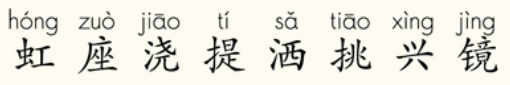 hóng zuò jiāo tí sǎ tiāo xìng jìng
虹 座 浇 提 洒 挑 兴 镜